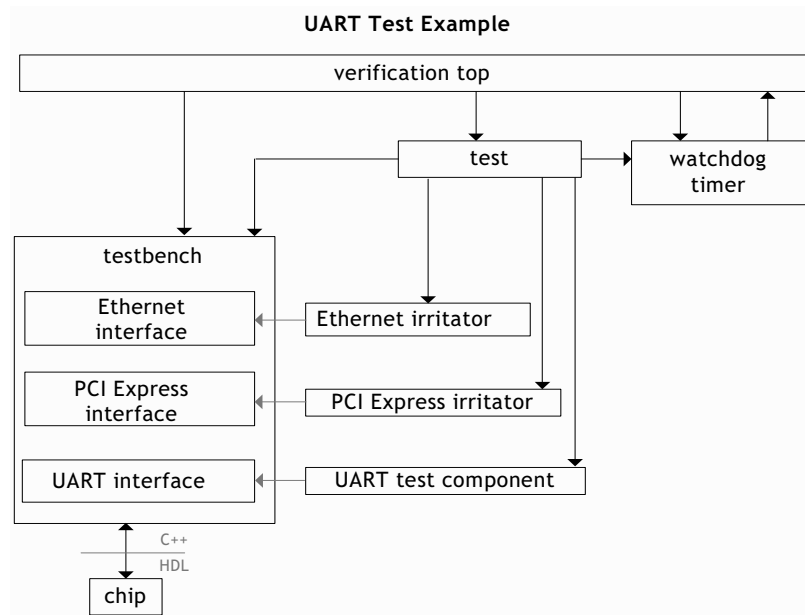 UART Test Example
verification top
test
watchdog
timer
testbench
Ethernet
interface
Ethernet irritator
PCI Express
interface
PCI Express irritator
UART interface
UART test component
C++
HDL
chip